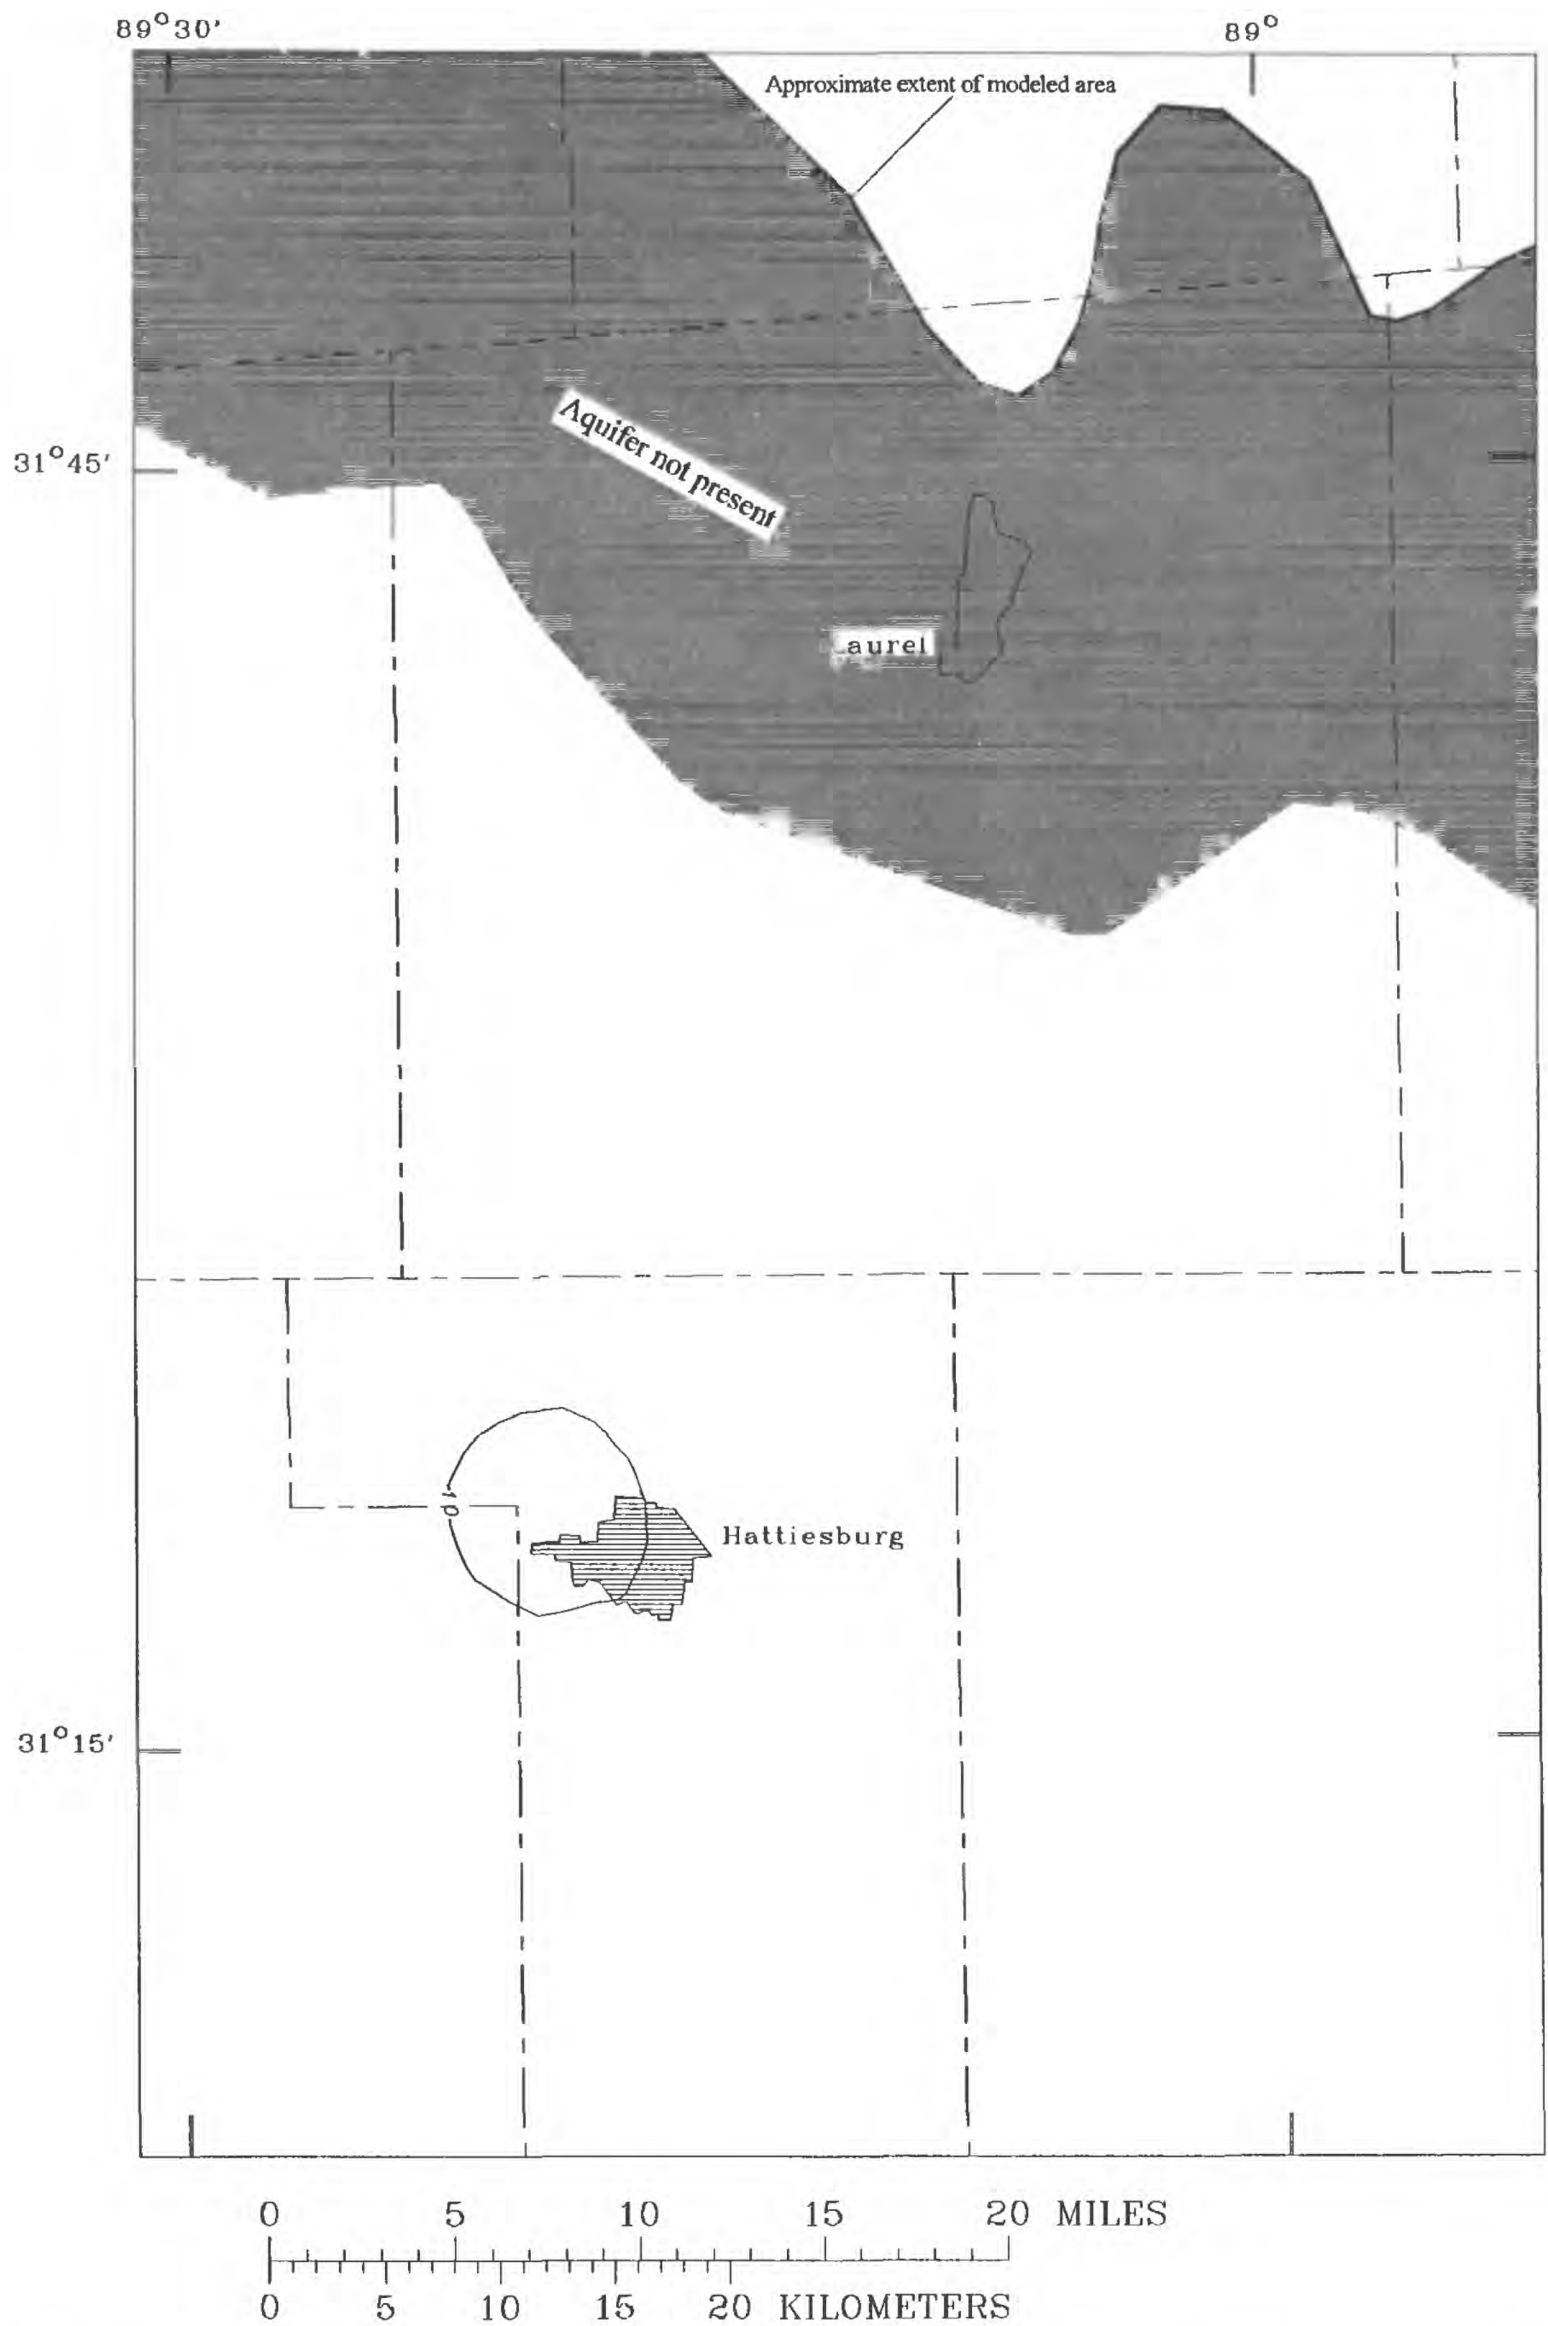 89°30' 89°
Approximate extent of modeled area
31°45'
Aquifer not present
aurel
10
Hattiesburg
31°15'
0 5 10 15 20 MILES
0 5 10 15 20 KILOMETERS